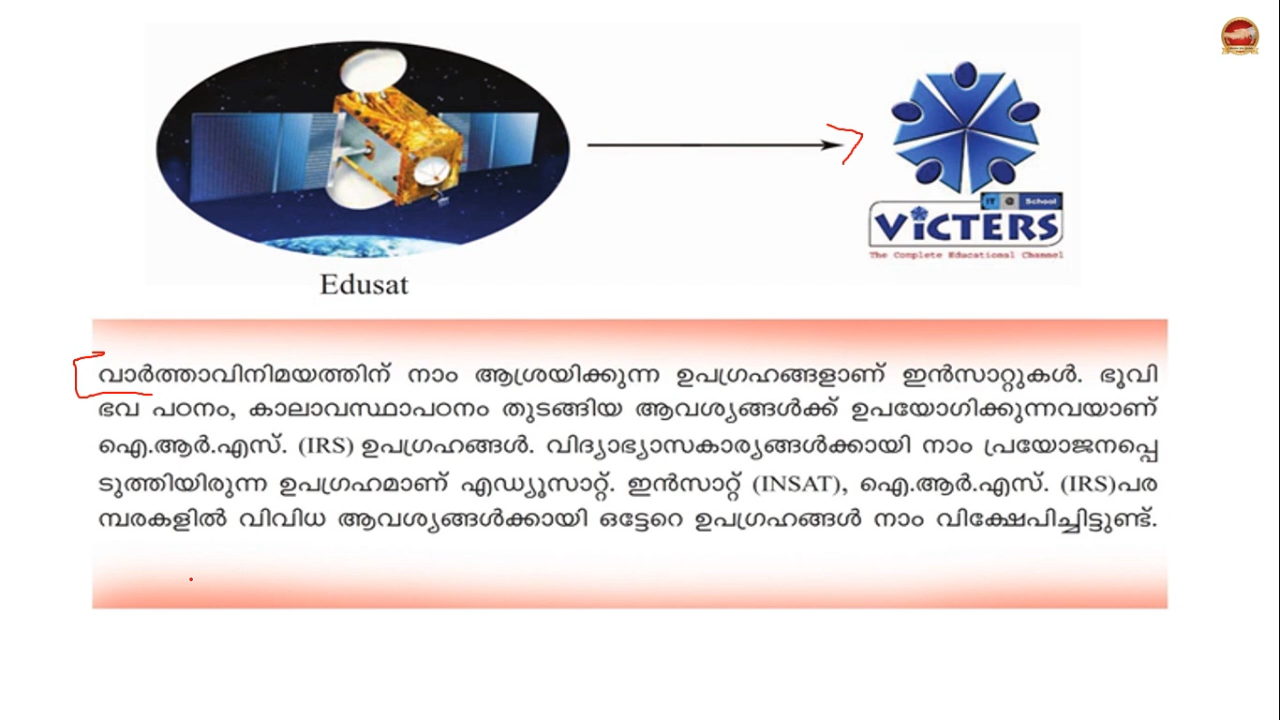 IT @ School
VICTERS
The Complete Educational Channel
Edusat
വാർത്താവിനിമയത്തിന് നാം ആശ്രയിക്കുന്ന ഉപഗ്രഹങ്ങളാണ് ഇൻസാറ്റുകൾ. ഭൂവി
ഭവ പഠനം, കാലാവസ്ഥാപഠനം തുടങ്ങിയ ആവശ്യങ്ങൾക്ക് ഉപയോഗിക്കുന്നവയാണ്
ഐ.ആർ.എസ്. (IRS) ഉപഗ്രഹങ്ങൾ. വിദ്യാഭ്യാസകാര്യങ്ങൾക്കായി നാം പ്രയോജനപ്പെ
ടുത്തിയിരുന്ന ഉപഗ്രഹമാണ് എഡ്യൂസാറ്റ്. ഇൻസാറ്റ് (INSAT), ഐ.ആർ.എസ്. (IRS)പര
മ്പരകളിൽ വിവിധ ആവശ്യങ്ങൾക്കായി ഒട്ടേറെ ഉപഗ്രഹങ്ങൾ നാം വിക്ഷേപിച്ചിട്ടുണ്ട്.